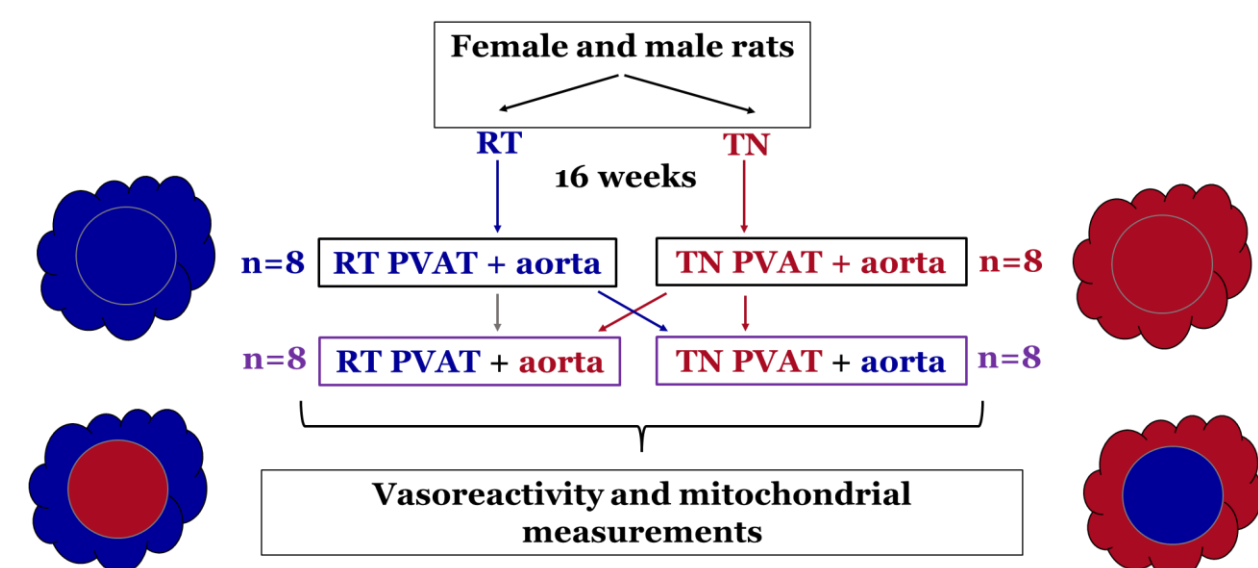 Female and male rats
RT TN
16 weeks
n=8 RT PVAT + aorta TN PVAT + aorta n=8
n=8 RT PVAT + aorta TN PVAT + aorta n=8
Vasoreactivity and mitochondrial
measurements